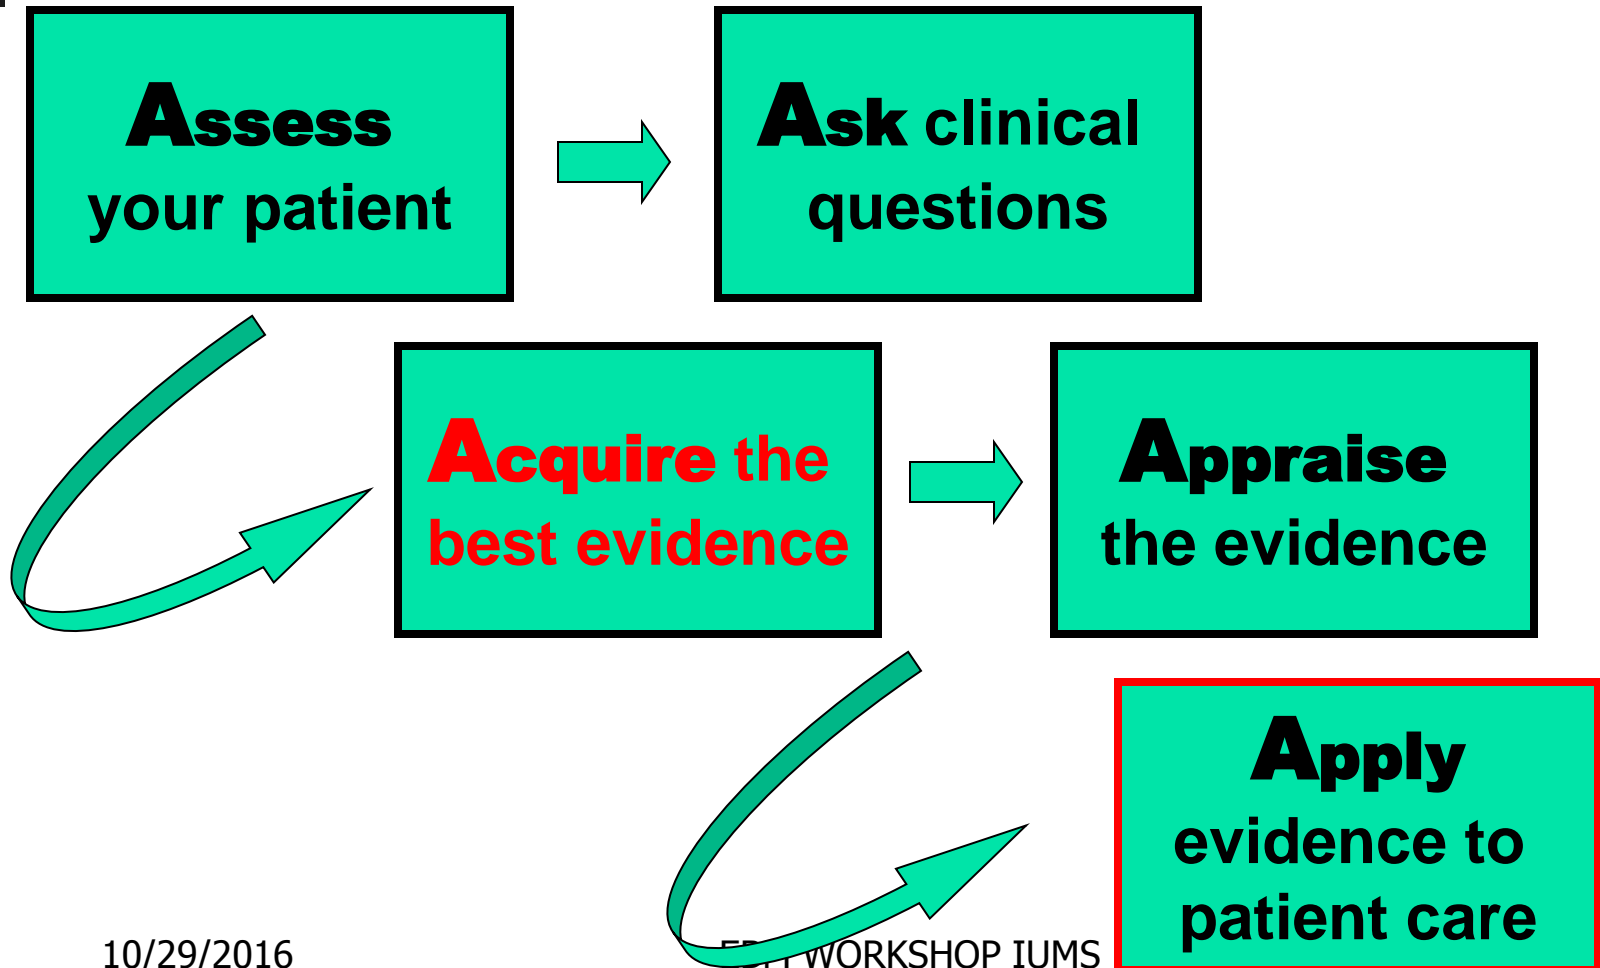 Assess
your patient
Ask clinical
questions
Acquire the
best evidence
Appraise
the evidence
Apply
evidence to
patient care
10/29/2016
WORKSHOP IUMS